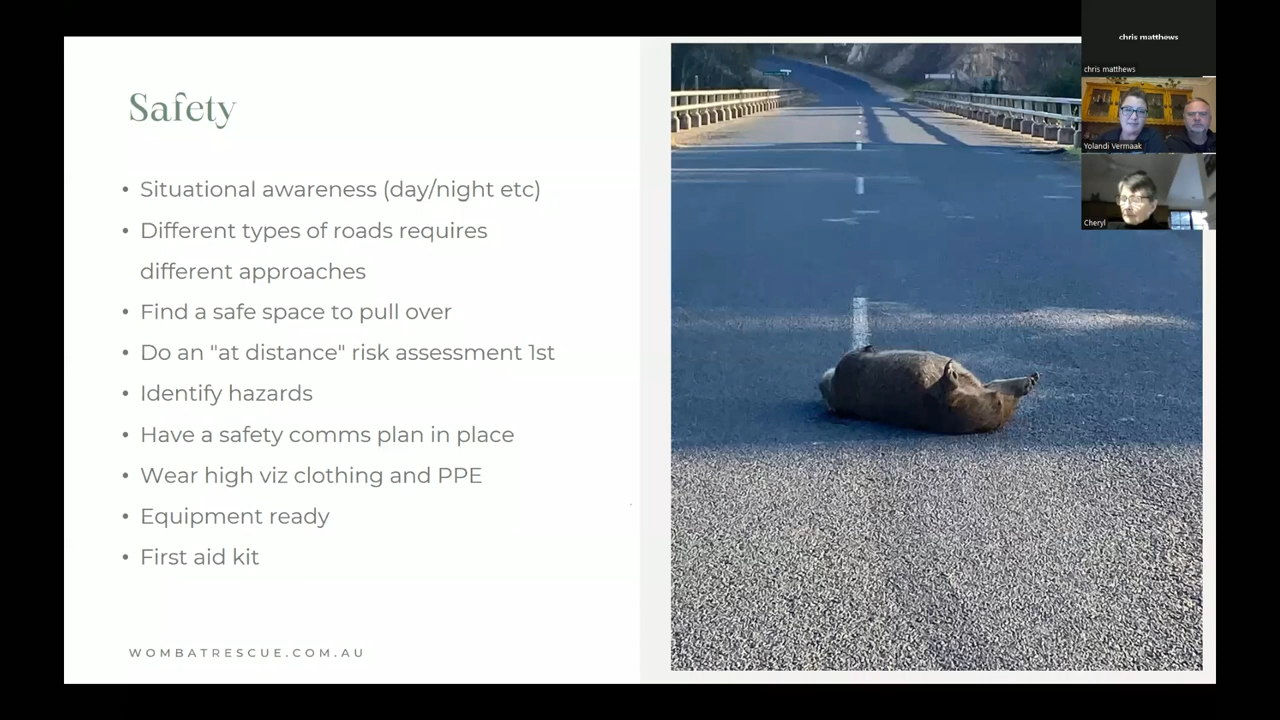 Safety
• Situational awareness (day/night etc)
• Different types of roads requires
different approaches
• Find a safe space to pull over
• Do an "at distance" risk assessment 1st
• Identify hazards
• Have a safety comms plan in place
• Wear high viz clothing and PPE
• Equipment ready
• First aid kit
WOMBATRESCUE.COM.AU
chris matthews
chris matthews
Yolandi Vermaak
Cheryl